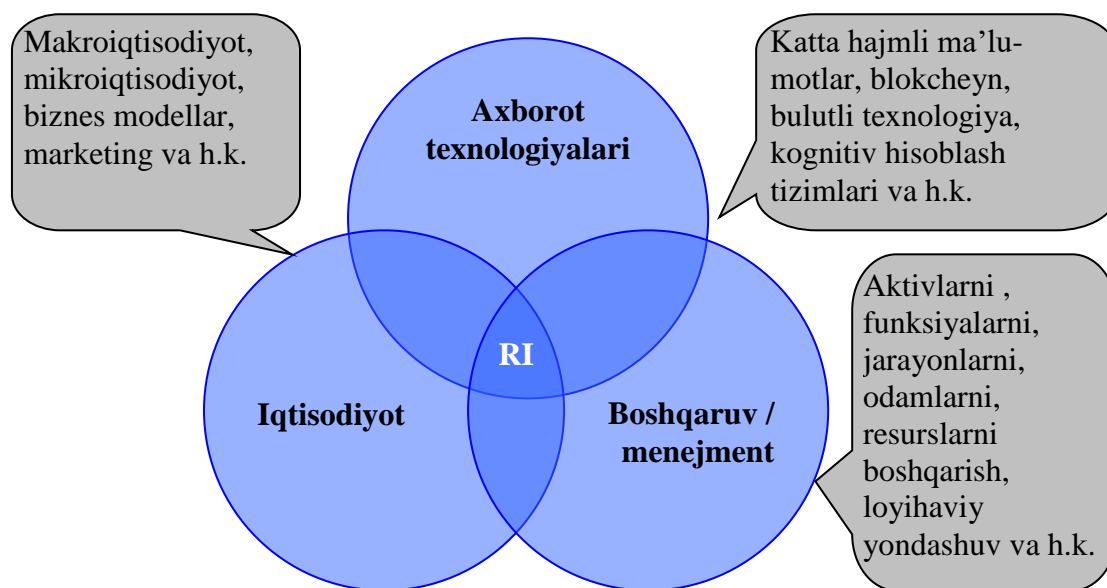 Makroiqtisodiyot,
mikroiqtisodiyot,
biznes modellar,
marketing va h.k.
Katta hajmli ma’lu-
motlar, blokcheyn,
bulutli texnologiya,
kognitiv hisoblash
tizimlari va h.k.
Axborot
texnologiyalari
Aktivlarni ,
funksiyalarni,
jarayonlarni,
odamlarni,
resurslarni
boshqarish,
loyihaviy
yondashuv va h.k.
RI
Iqtisodiyot
Boshqaruv /
menejment